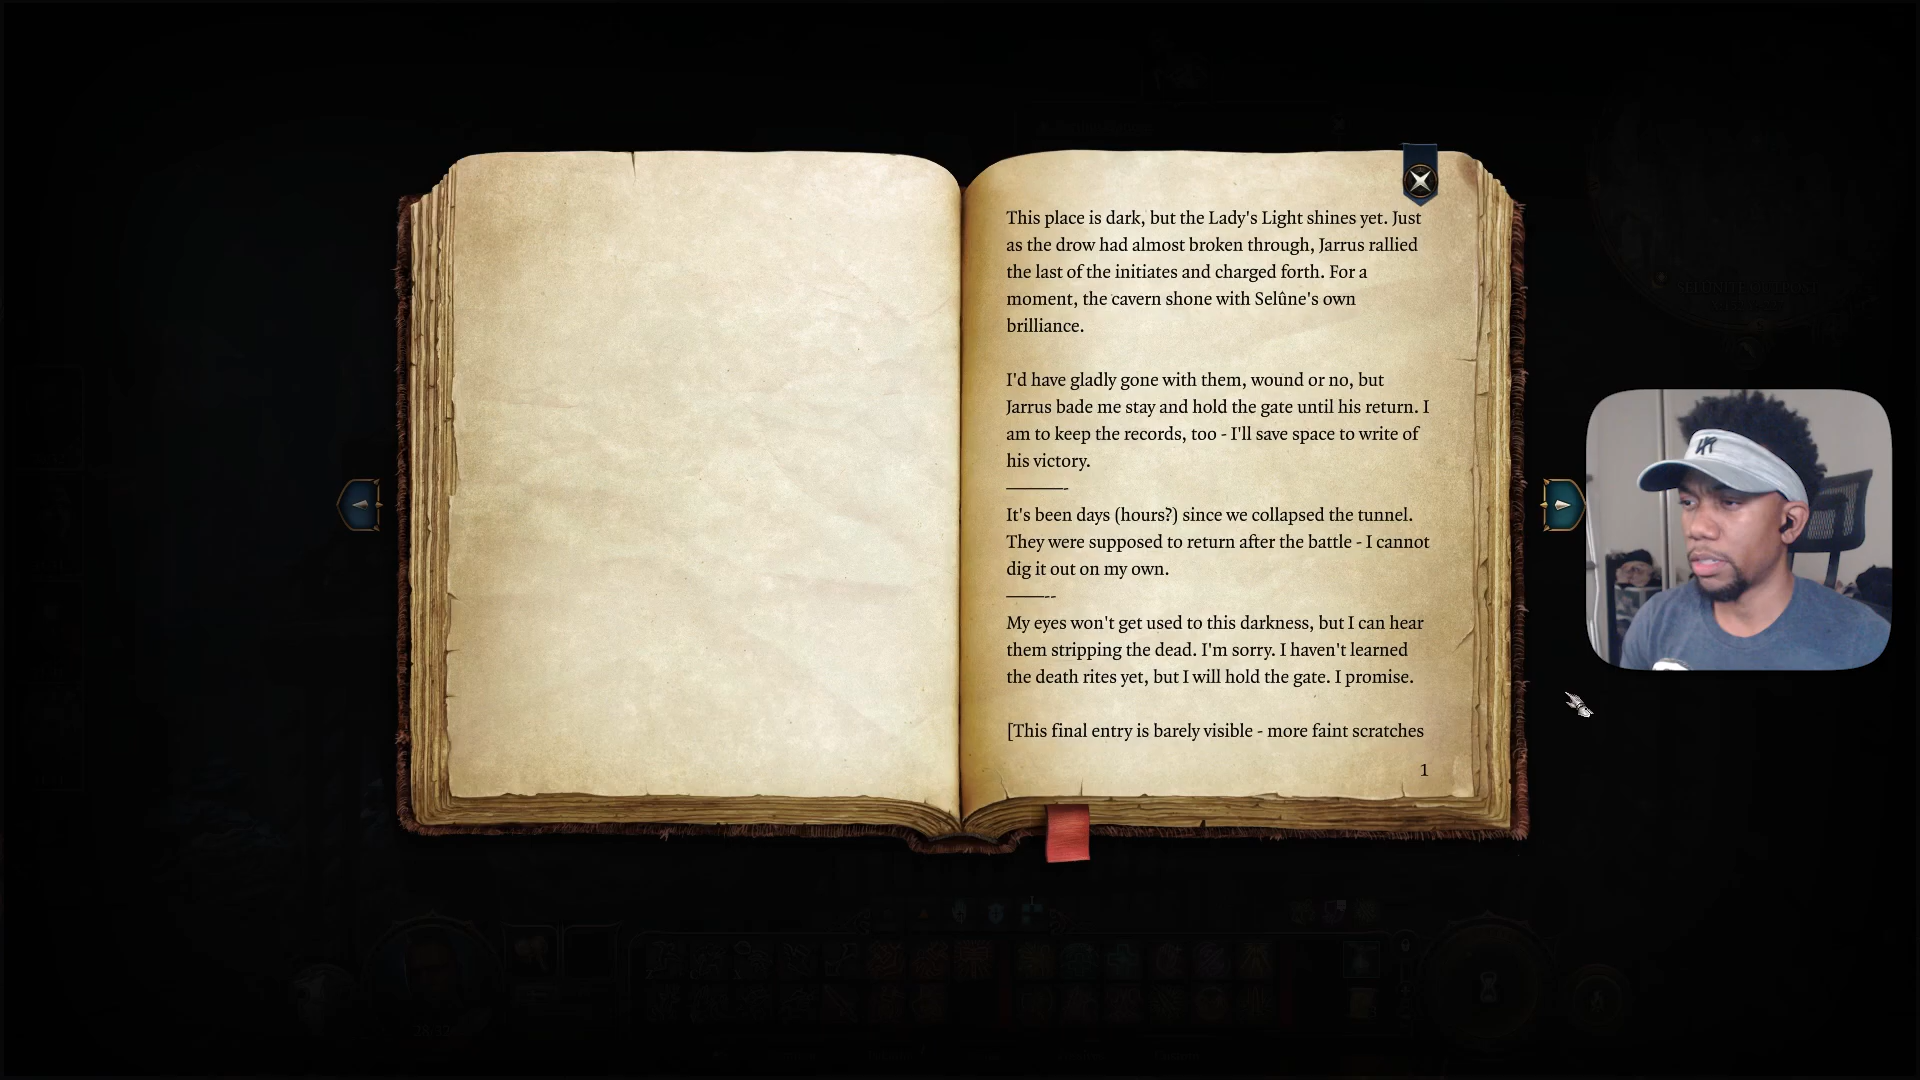 This place is dark, but the Lady's Light shines yet. Just
as the drow had almost broken through, Jarrus rallied
the last of the initiates and charged forth. For a
moment, the cavern shone with Selûne's own
brilliance.
I'd have gladly gone with them, wound or no, but
Jarrus bade me stay and hold the gate until his return. I
am to keep the records, too - I'll save space to write of
his victory.
———-
It's been days (hours?) since we collapsed the tunnel.
They were supposed to return after the battle - I cannot
dig it out on my own.
——--
My eyes won't get used to this darkness, but I can hear
them stripping the dead. I'm sorry. I haven't learned
the death rites yet, but I will hold the gate. I promise.
[This final entry is barely visible - more faint scratches
1
SELÛNITE OUTPOST